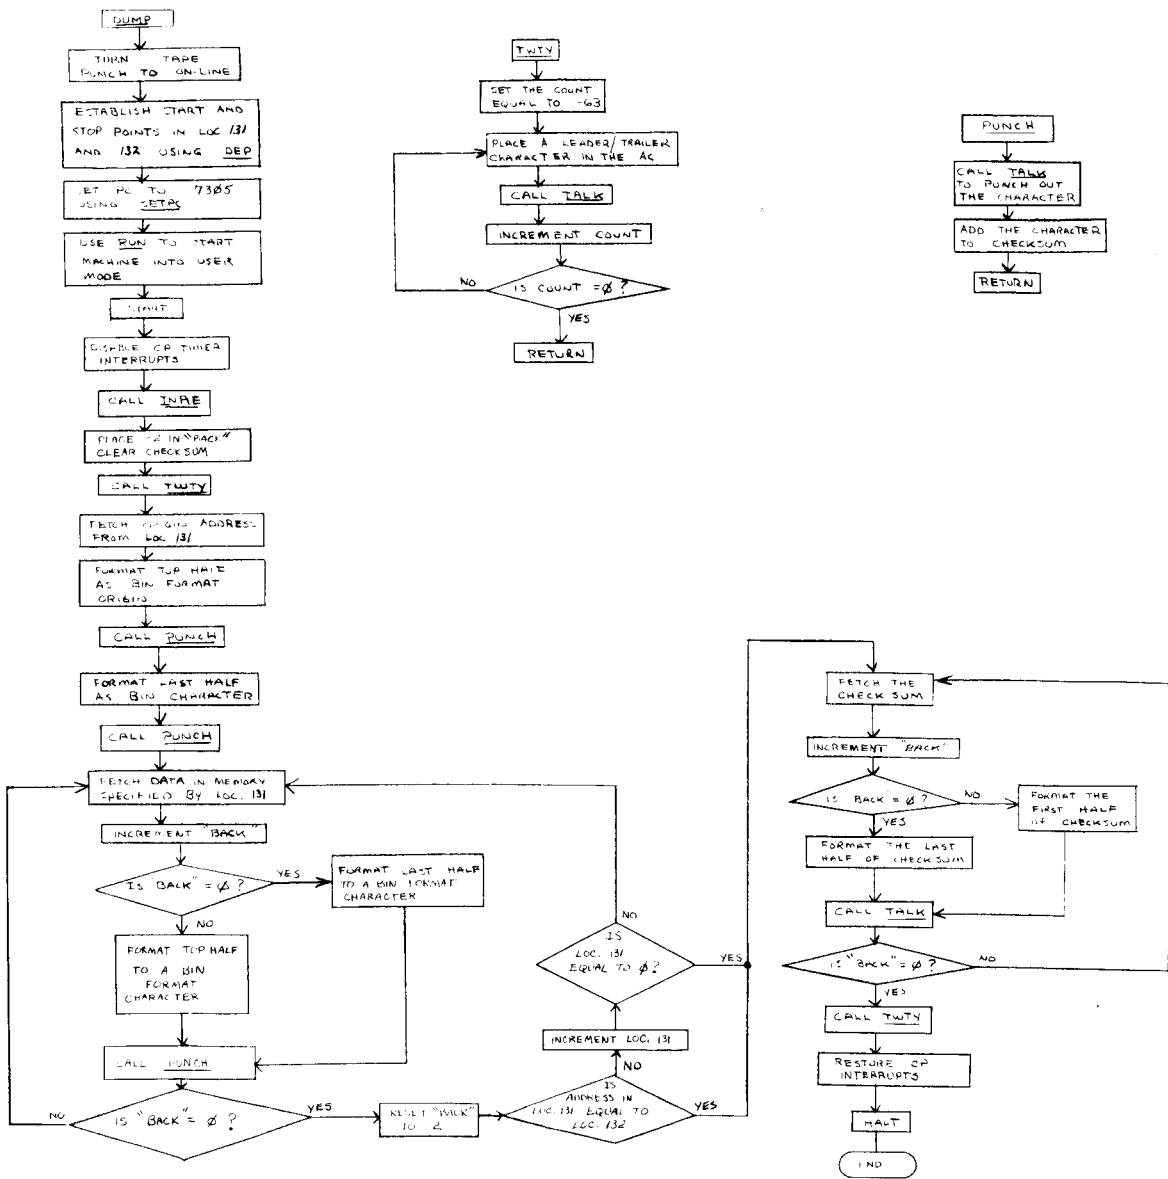 DUMP
TURN TAPE
PUNCH TO ON-LINE
ESTABLISH START AND
STOP POINTS IN LOC 131
AND 132 USING DEP
SET PC TO 7305
USING SETPC
USE RUN TO START
MACHINE INTO USER
MODE
START
DISABLE CP TIMER
INTERRUPTS
CALL
PLACE IN "BACK"
CLEAR CHECKSUM
CALL TWTY
FETCH ORIGIN ADDRESS
FROM LOC 131
FORMAT TOP HALF
AS BIN FORMAT
ORIGIN
CALL PUNCH
FORMAT LAST HALF
AS BIN CHARACTER
CALL PUNCH
FETCH DATA IN MEMORY
SPECIFIED BY LOC. 131
INCREMENT "BACK"
IS BACK" = Ø ?
YES
FORMAT LAST HALF
TO A BIN FORMAT
CHARACTER
NO
FORMAT TOP HALF
TO A BIN
FORMAT
CHARACTER
CALL PUNCH
IS "BACK" = Ø ?
NO
YES
RESET "BACK"
TO 2
IS
ADDRESS IN
LOC. 131 EQUAL TO
LOC. 132
YES
NO
INCREMENT LOC. 131
IS
LOC. 131
EQUAL TO Ø ?
YES
NO
TWTY
SET THE COUNT
EQUAL TO -63
PLACE A LEADER/TRAILER
CHARACTER IN THE AC
CALL TALK
INCREMENT COUNT
IS COUNT = Ø ?
NO
YES
RETURN
PUNCH
CALL TALK
TO PUNCH OUT
THE CHARACTER
ADD THE CHARACTER
TO CHECKSUM
RETURN
FETCH THE
CHECKSUM
INCREMENT "BACK"
IS BACK" = Ø ?
NO
FORMAT THE
FIRST HALF
of CHECKSUM
YES
FORMAT THE LAST
HALF OF CHECKSUM
CALL TALK
IS "BACK" = Ø ?
NO
YES
CALL TWTY
RESTORE CP
INTERRUPTS
HALT
END